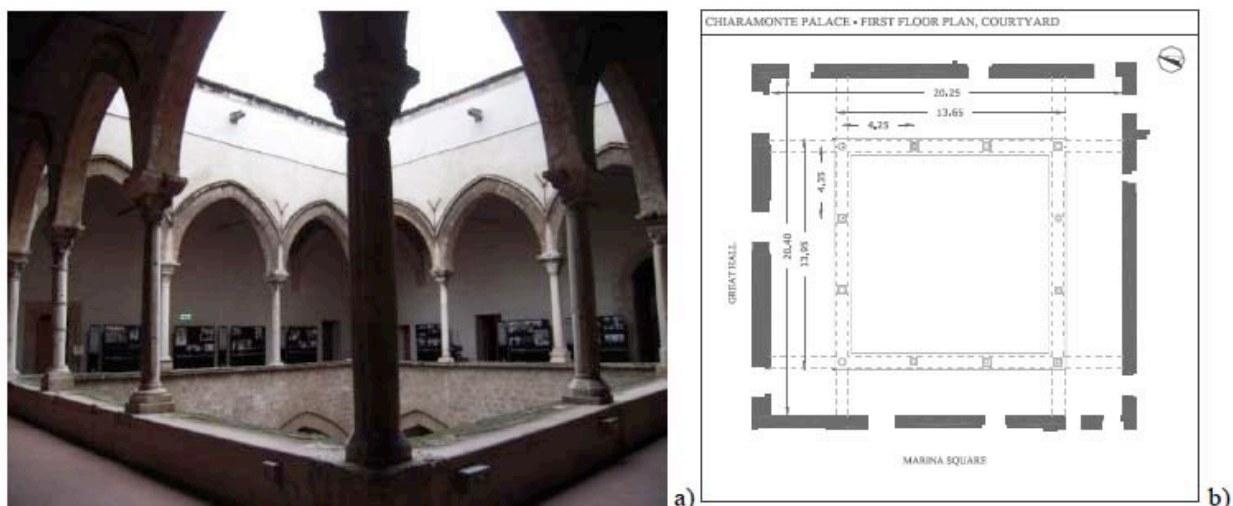 CHIARAMONTE PALACE • FIRST FLOOR PLAN, COURTYARD
20,25
13,65
4,25
4,35
20,40
13,95
GREAT HALL
MARINA SQUARE
a)
b)